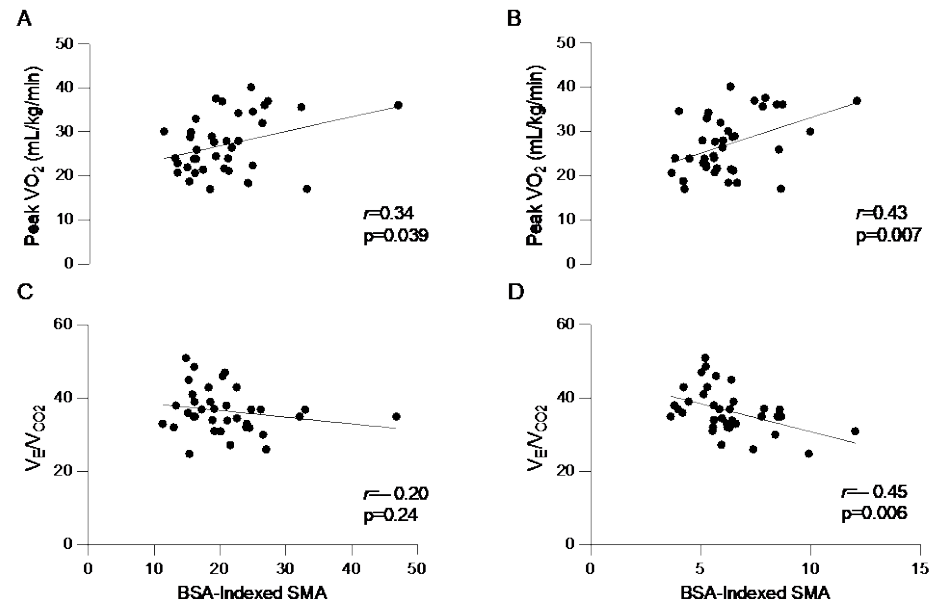 A
B
50
40
30
20
10
0
Peak VO2 (mL/kg/min)
r=0.34
p=0.039
50
40
30
20
10
0
Peak VO2 (mL/kg/min)
r=0.43
p=0.007
C
D
60
40
20
0
VE/VCO2
r=– 0.20
p=0.24
0 10 20 30 40 50
BSA-Indexed SMA
60
40
20
0
VE/VCO2
r=– 0.45
p=0.006
0 5 10 15
BSA-Indexed SMA